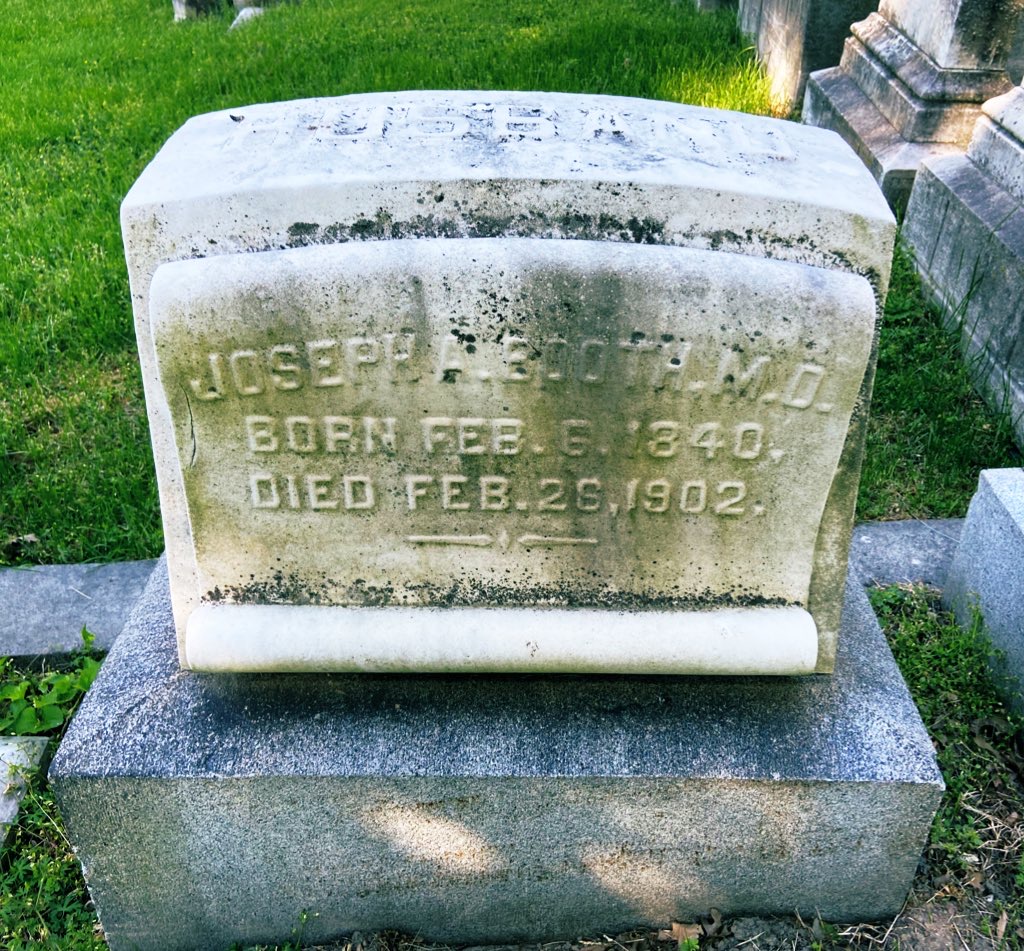 HUSBAND
JOSEPH A. BOOTH. M.D.
BORN FEB. 6. 1840,
DIED FEB. 26, 1902.